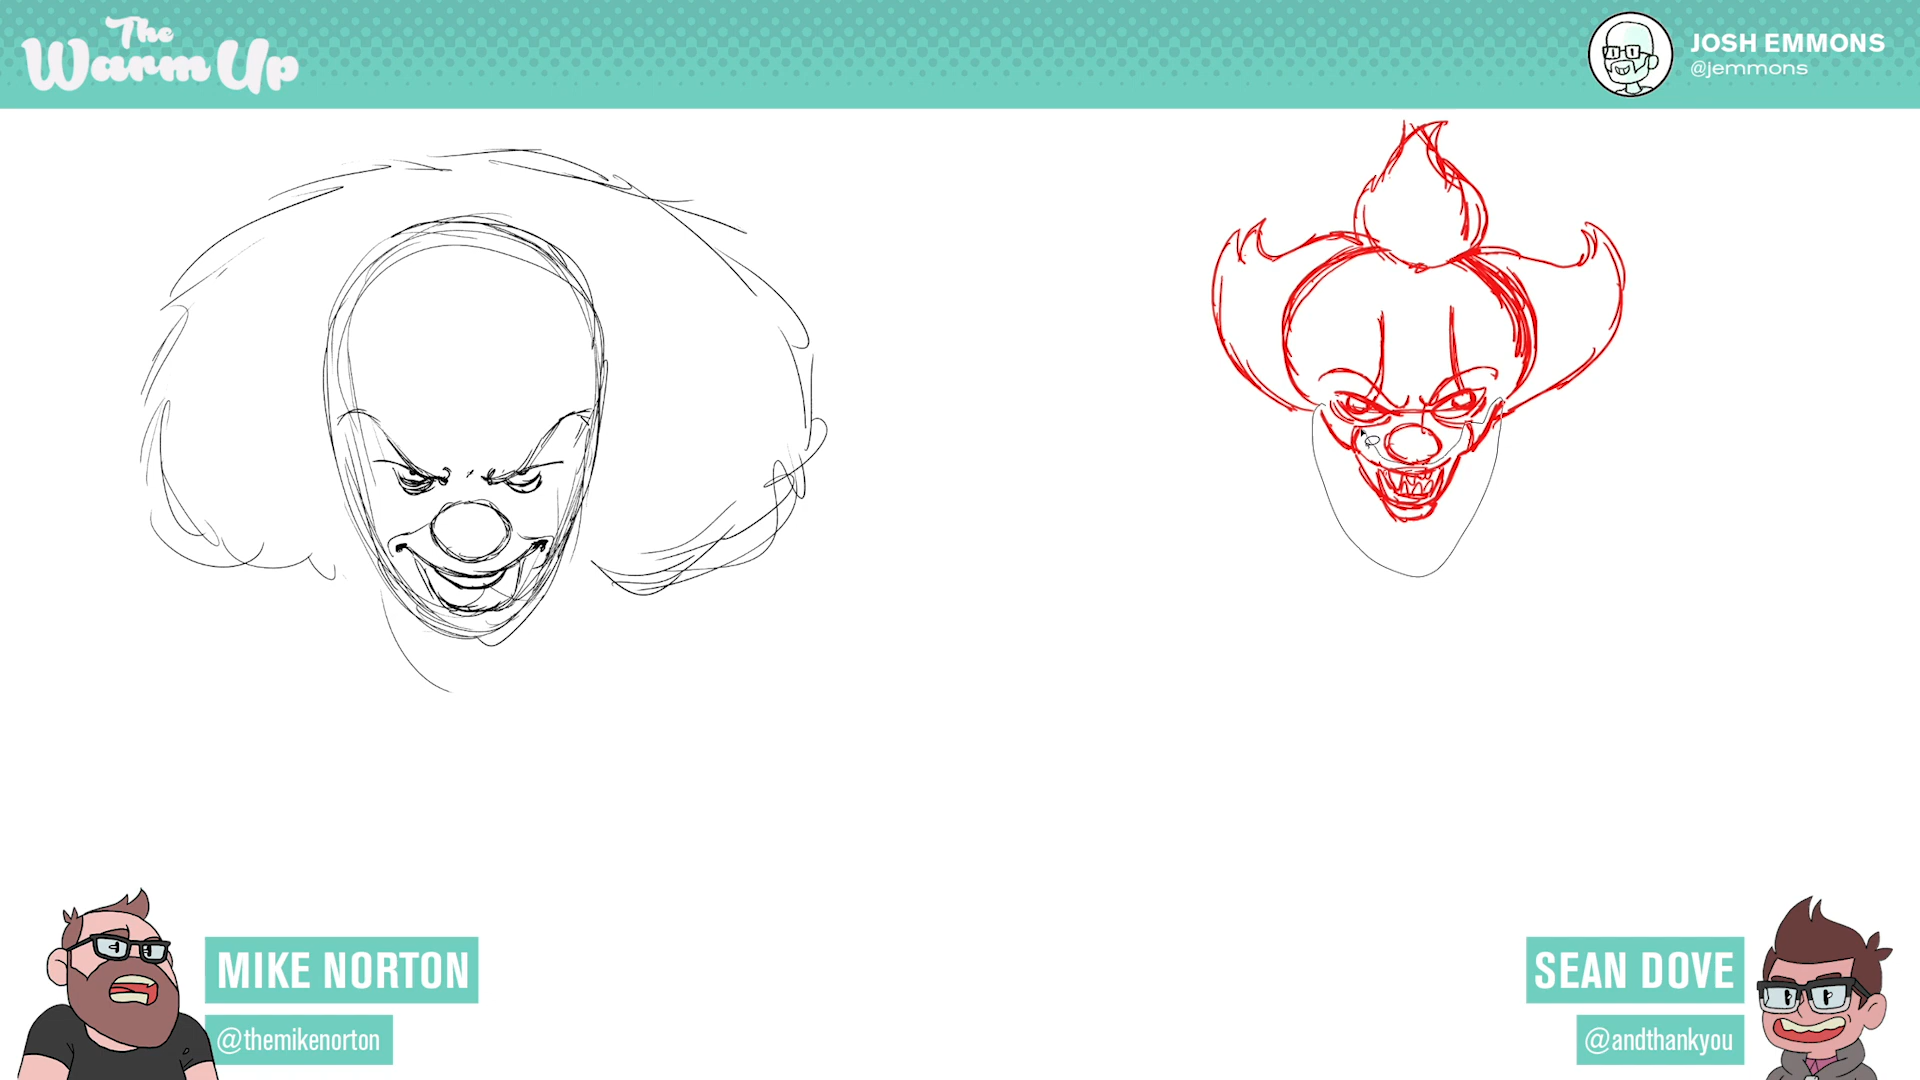 The
Warm Up
JOSH EMMONS
@jemmons
MIKE NORTON
@themikenorton
SEAN DOVE
@andthankyou